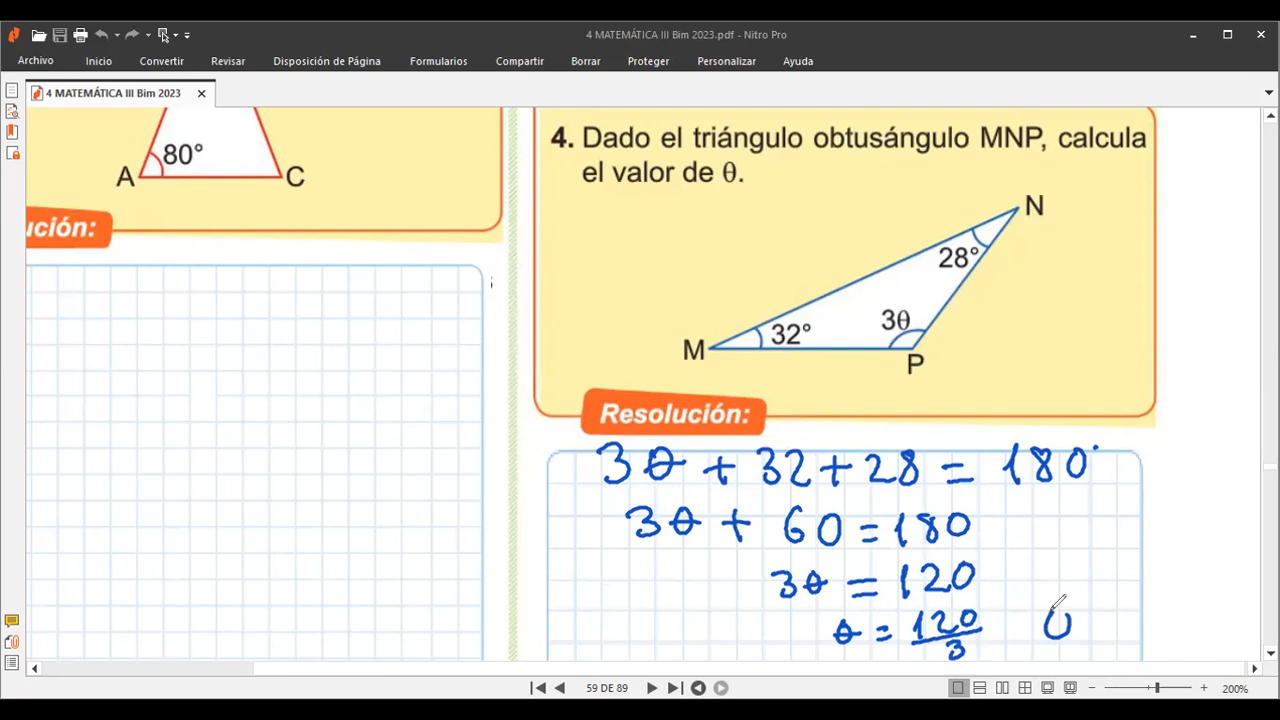 4 MATEMÁTICA III Bim 2023.pdf - Nitro Pro
Archivo Inicio Convertir Revisar Disposición de Página Formularios Compartir Borrar Proteger Personalizar Ayuda
4 MATEMÁTICA III Bim 2023
80°
A
C
ución:
4. Dado el triángulo obtusángulo MNP, calcula
el valor de θ.
N
28°
3θ
32°
M
P
Resolución:
3θ + 32 + 28 = 180°
3θ + 60 = 180
3θ = 120
θ = 120/3
0
59 DE 89
200%